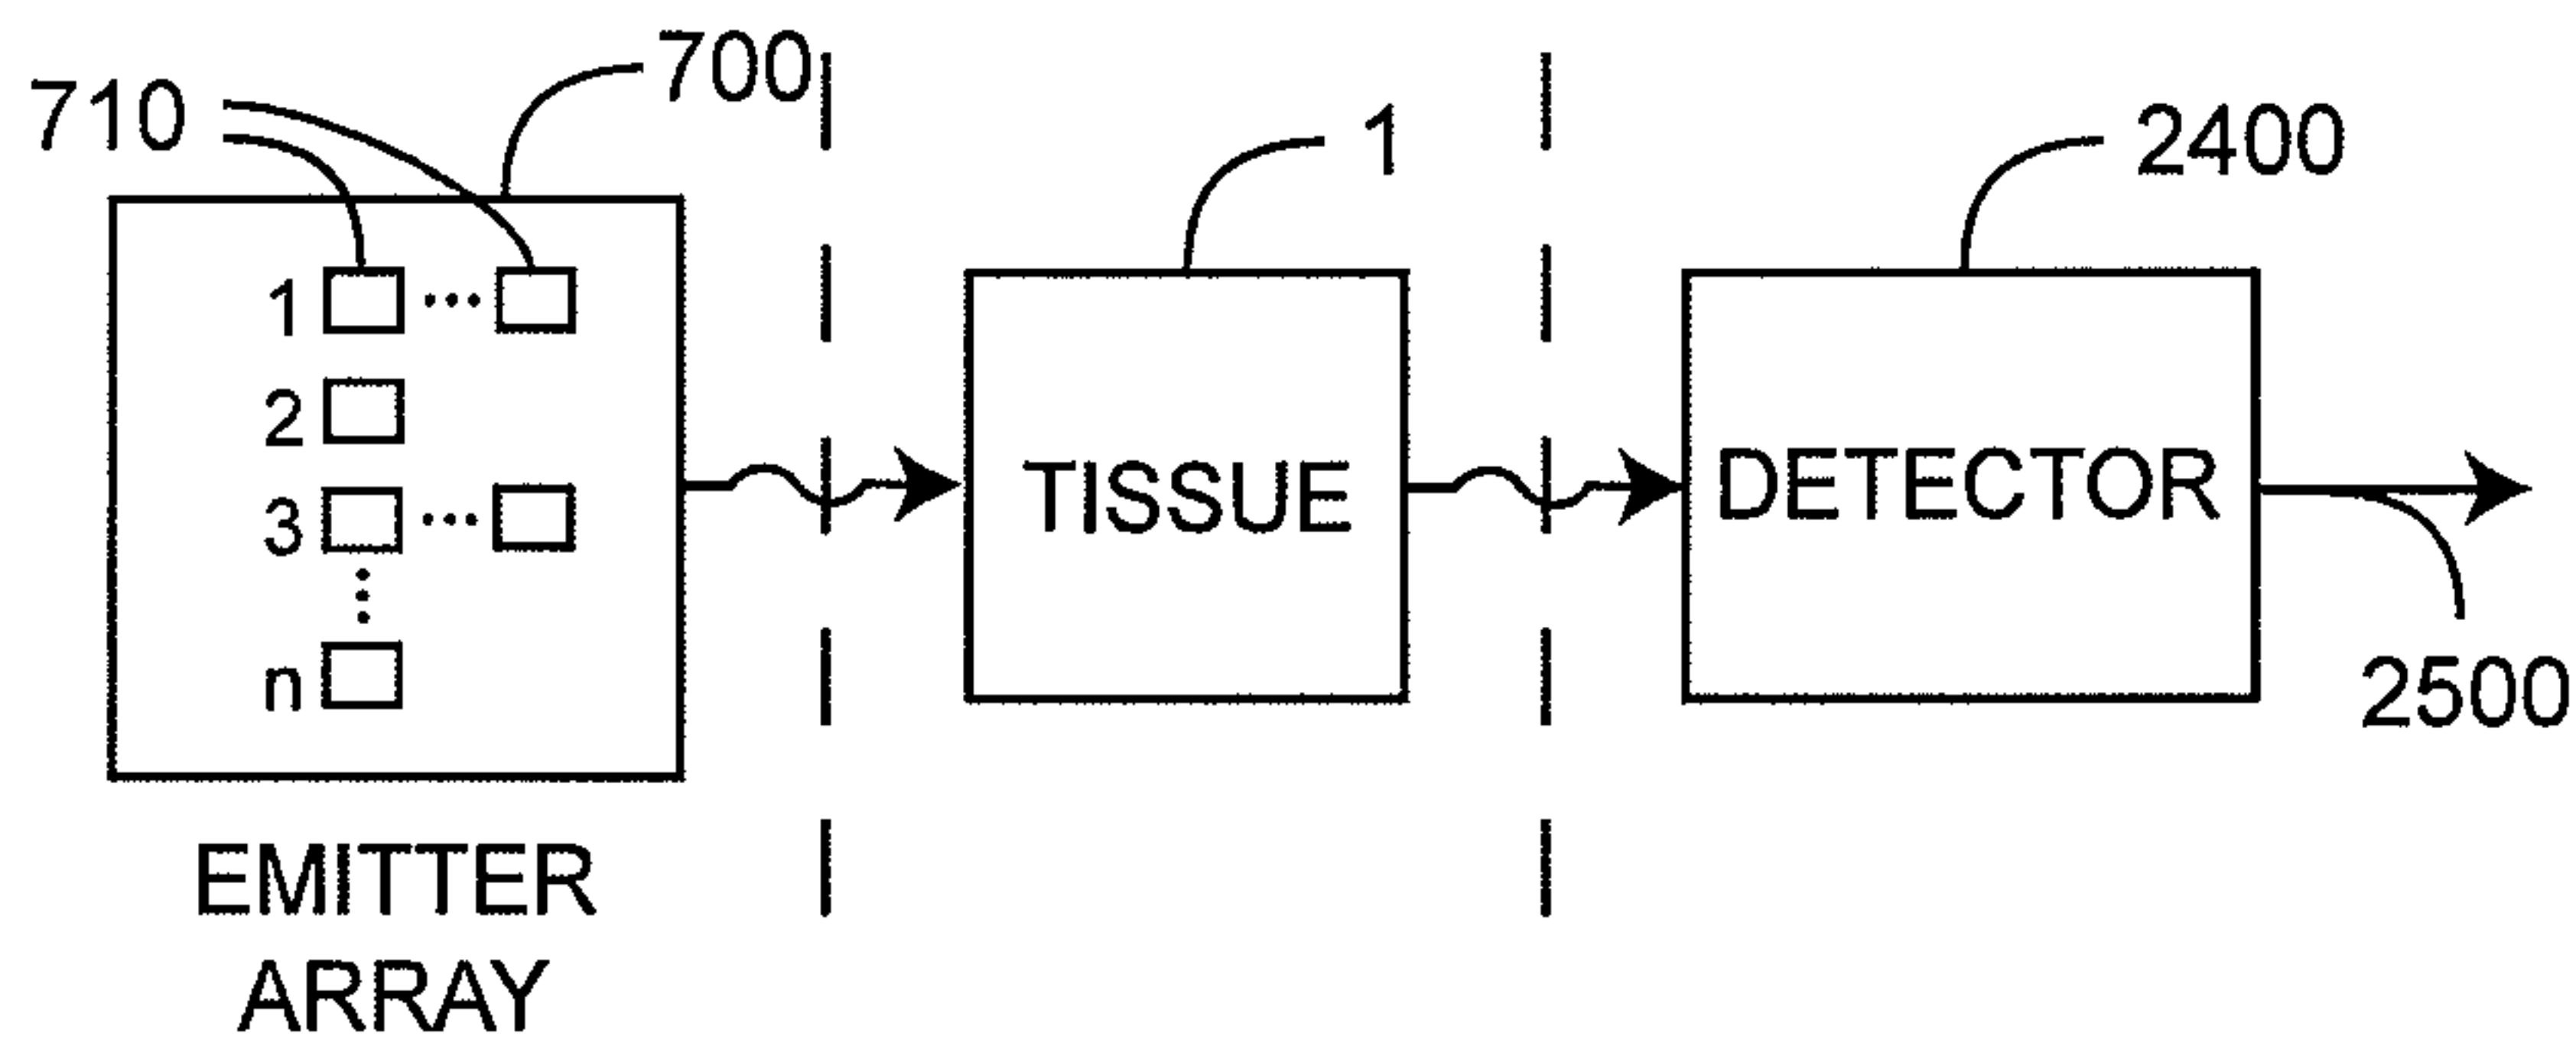 700
710
1
2400
1 ...
2
TISSUE
DETECTOR
3 ...
n
2500
EMITTER
ARRAY